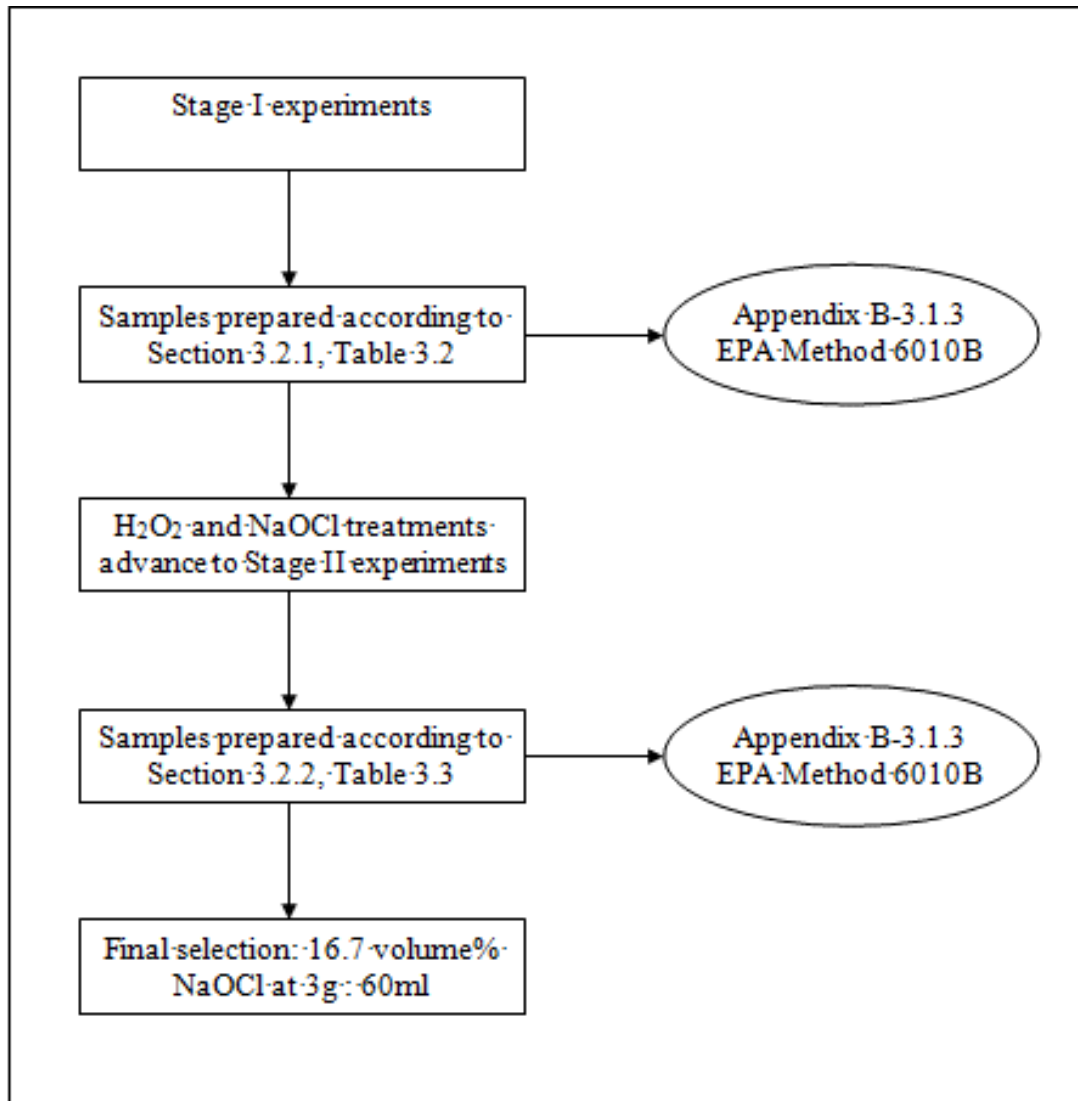 Stage·I·experiments
Samples·prepared·according·to·
Section·3.2.1,·Table·3.2
Appendix·B-3.1.3
EPA·Method·6010B
H₂O₂·and·NaOCl·treatments·
advance·to·Stage·II·experiments
Samples·prepared·according·to·
Section·3.2.2,·Table·3.3
Appendix·B-3.1.3
EPA·Method·6010B
Final·selection:·16.7·volume%·
NaOCl·at·3g·:·60ml